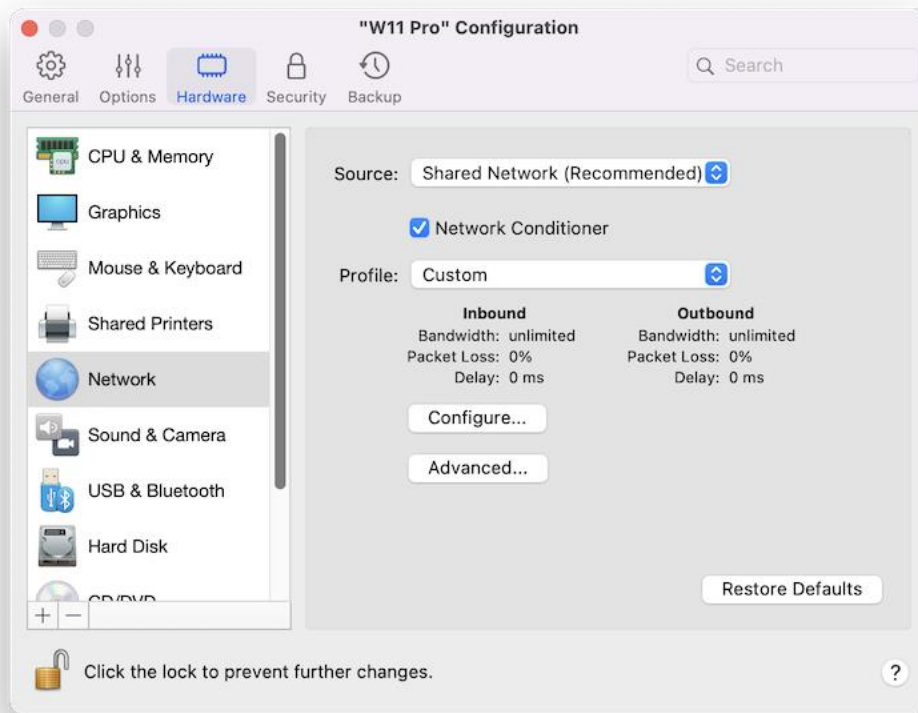 "W11 Pro" Configuration
General Options Hardware Security Backup
Search
CPU & Memory
Graphics
Mouse & Keyboard
Shared Printers
Network
Sound & Camera
USB & Bluetooth
Hard Disk
CD/DVD
+ −
Source: Shared Network (Recommended)
Network Conditioner
Profile: Custom
Inbound Outbound
Bandwidth: unlimited Bandwidth: unlimited
Packet Loss: 0% Packet Loss: 0%
Delay: 0 ms Delay: 0 ms
Configure...
Advanced...
Restore Defaults
Click the lock to prevent further changes.
?